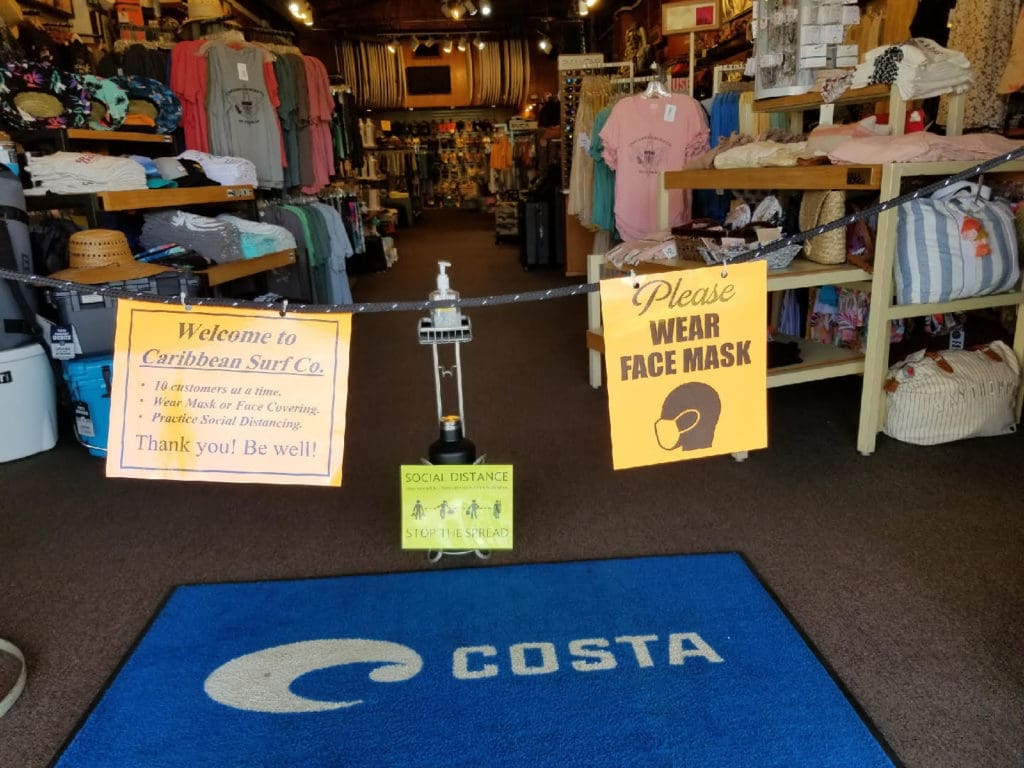 Welcome to
Caribbean Surf Co.
• 10 customers at a time.
• Wear Mask or Face Covering.
• Practice Social Distancing.
Thank you! Be well!
Please
WEAR
FACE MASK
SOCIAL DISTANCE
STOP THE SPREAD
COSTA